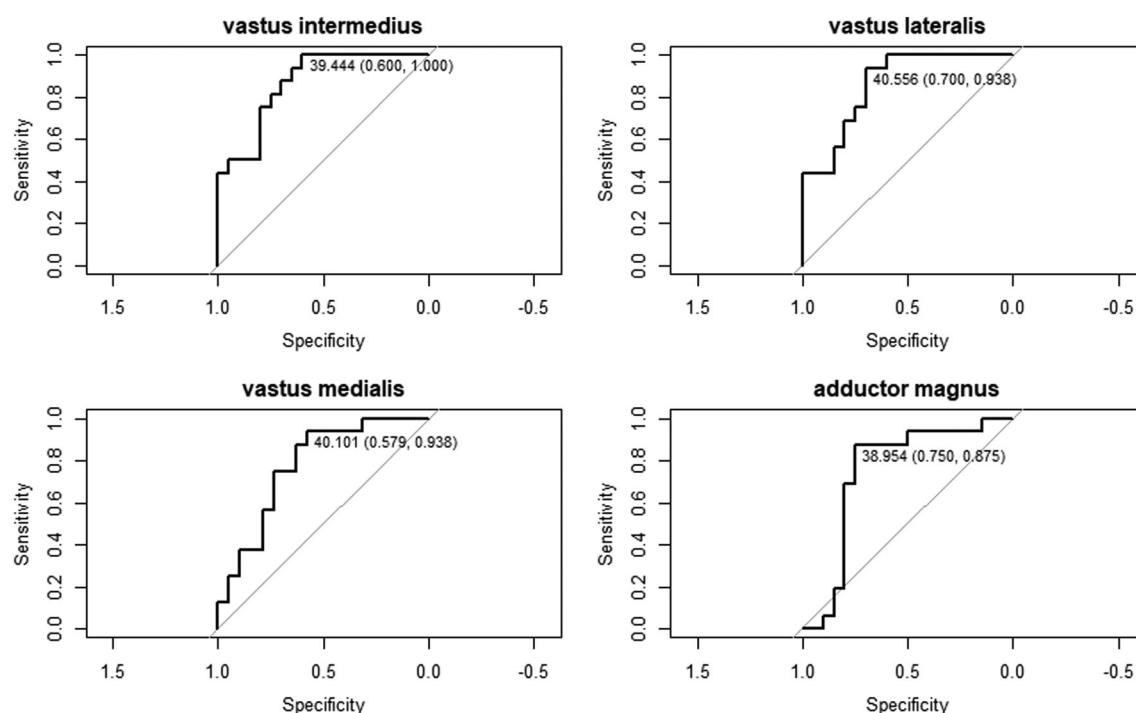 vastus intermedius
Sensitivity
1.0
0.8
0.6
0.4
0.2
0.0
39.444 (0.600, 1.000)
1.5 1.0 0.5 0.0 -0.5
Specificity
vastus lateralis
Sensitivity
1.0
0.8
0.6
0.4
0.2
0.0
40.556 (0.700, 0.938)
1.5 1.0 0.5 0.0 -0.5
Specificity
vastus medialis
Sensitivity
1.0
0.8
0.6
0.4
0.2
0.0
40.101 (0.579, 0.938)
1.5 1.0 0.5 0.0 -0.5
Specificity
adductor magnus
Sensitivity
1.0
0.8
0.6
0.4
0.2
0.0
38.954 (0.750, 0.875)
1.5 1.0 0.5 0.0 -0.5
Specificity